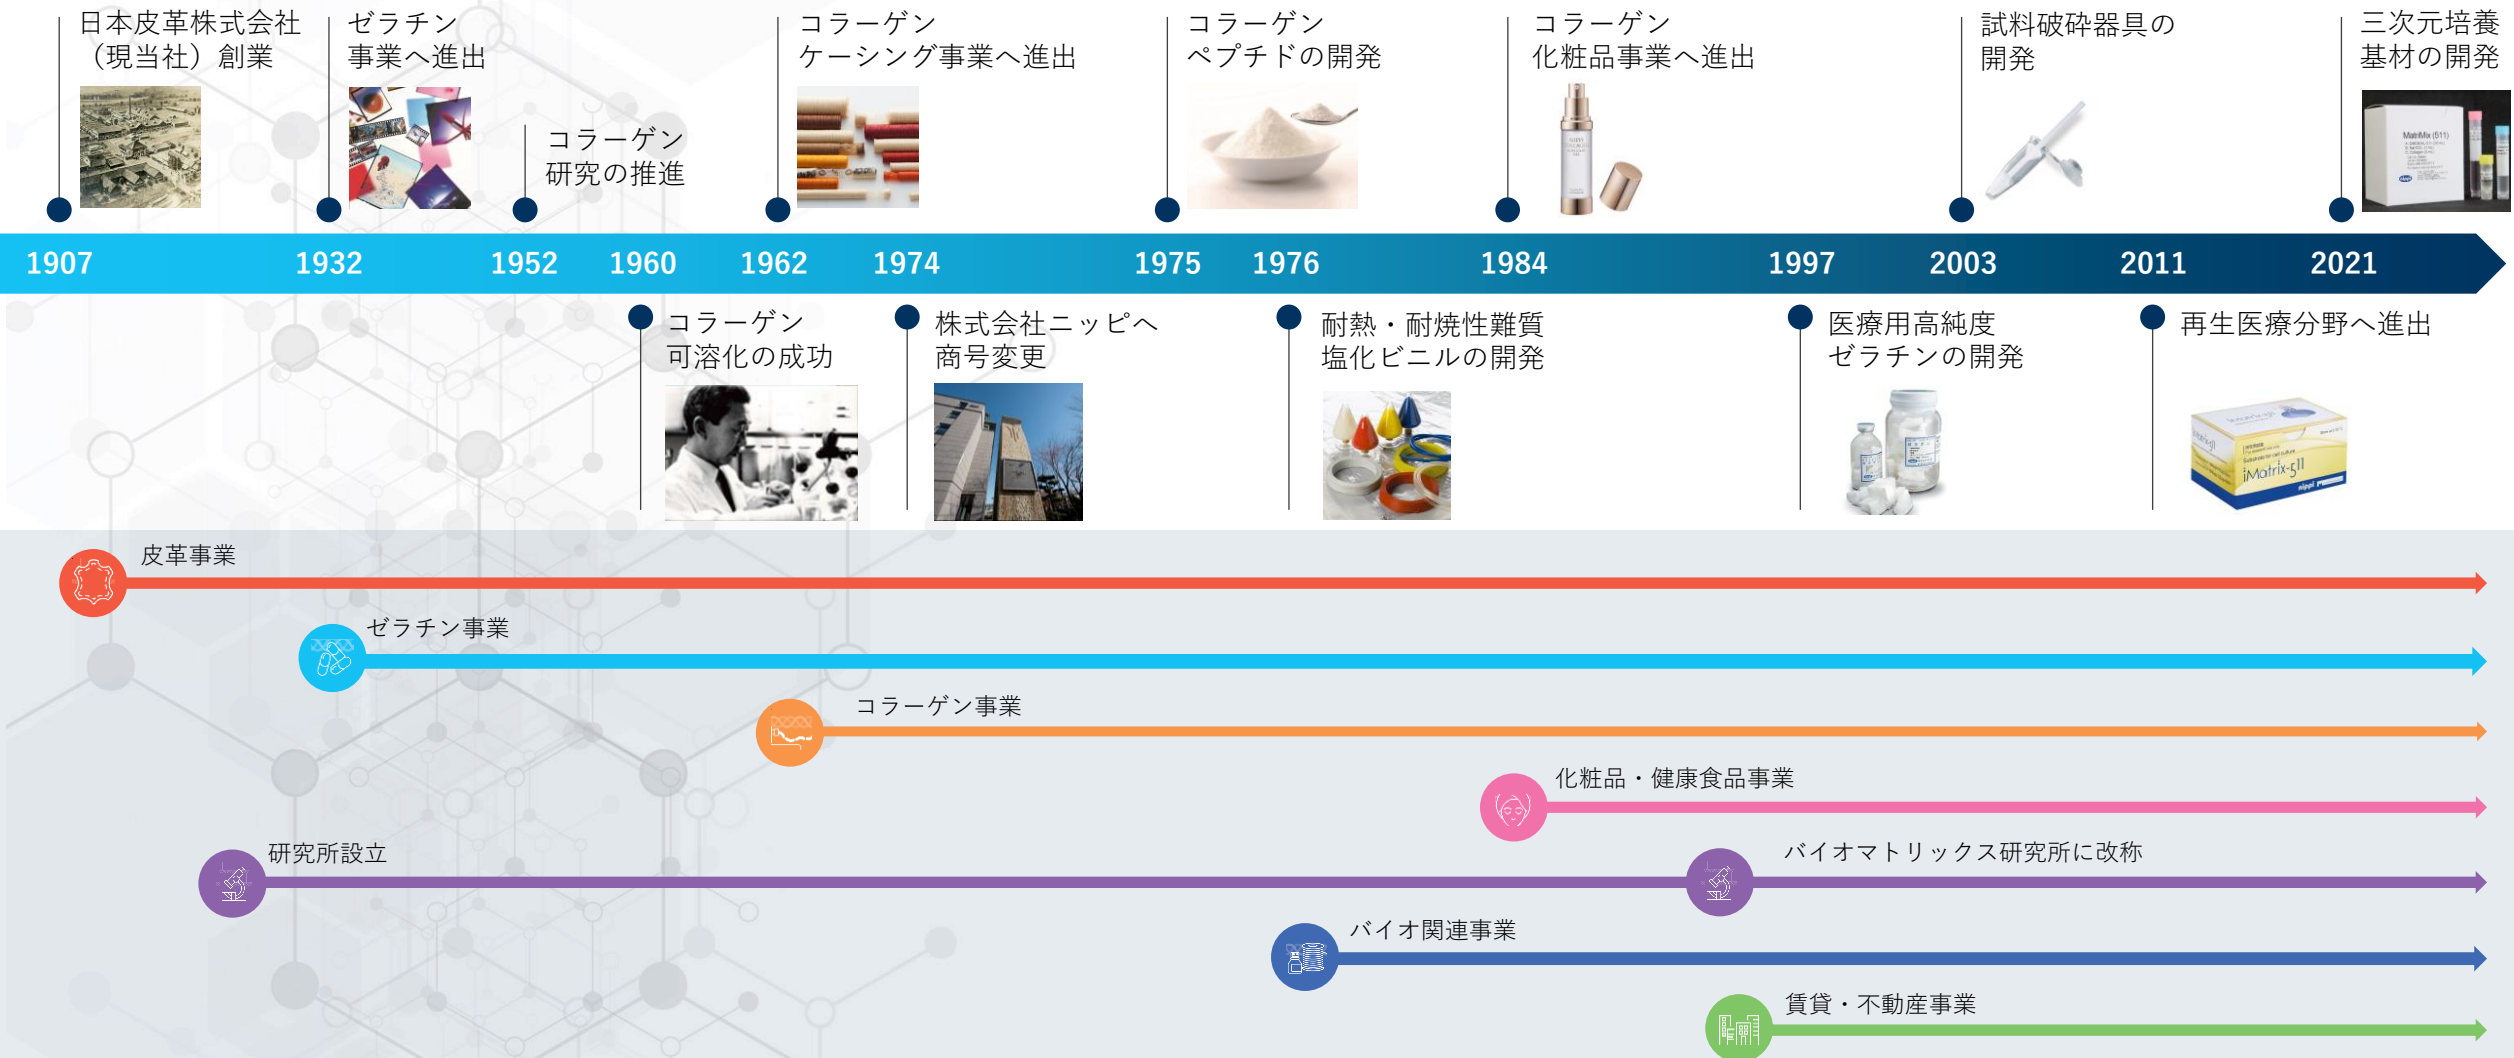 日本皮革株式会社
（現当社）創業
ゼラチン
事業へ進出
コラーゲン
研究の推進
コラーゲン
ケーシング事業へ進出
コラーゲン
ペプチドの開発
コラーゲン
化粧品事業へ進出
試料破砕器具の
開発
三次元培養
基材の開発
MatriMix (511)
1907 1932 1952 1960 1962 1974 1975 1976 1984 1997 2003 2011 2021
コラーゲン
可溶化の成功
株式会社ニッピへ
商号変更
耐熱・耐焼性難質
塩化ビニルの開発
医療用高純度
ゼラチンの開発
再生医療分野へ進出
iMatrix-511
nippi
皮革事業
ゼラチン事業
コラーゲン事業
化粧品・健康食品事業
研究所設立
バイオマトリックス研究所に改称
バイオ関連事業
賃貸・不動産事業